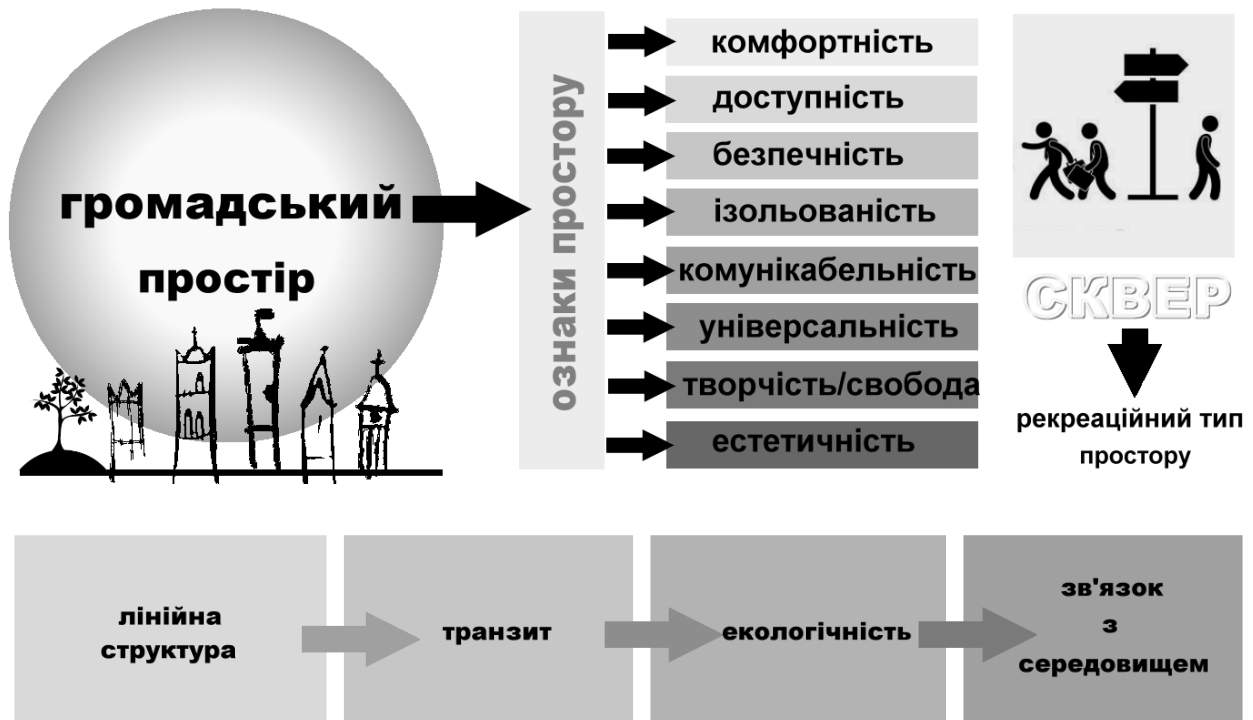 громадський
простір
ознаки простору
комфортність
доступність
безпечність
ізольованість
комунікабельність
універсальність
творчість/свобода
естетичність
СКВЕР
рекреаційний тип
простору
лінійна
структура
транзит
екологічність
зв'язок
з
середовищем